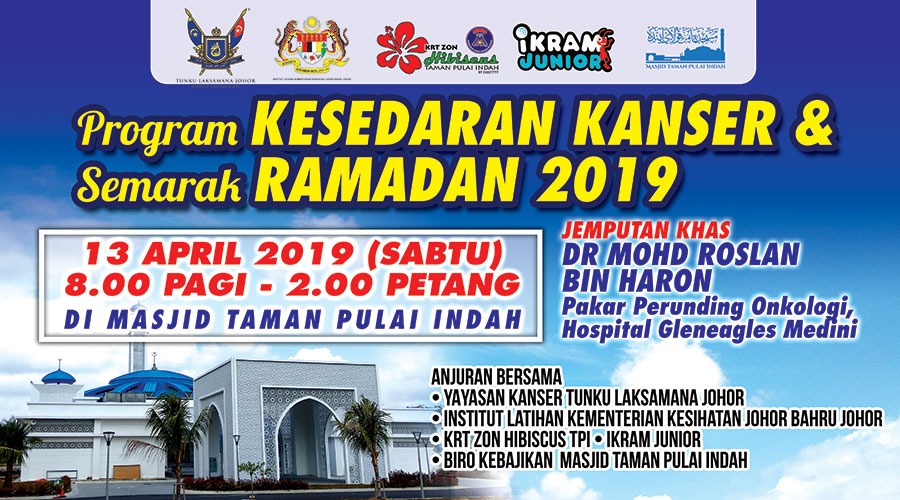 TUNKU LAKSAMANA JOHOR
KRT ZON
Hibiscus
TAMAN PULAI INDAH
iKRAM
JUNIOR
MASJID TAMAN PULAI INDAH
Program KESEDARAN KANSER &
Semarak RAMADAN 2019
13 APRIL 2019 (SABTU)
8.00 PAGI - 2.00 PETANG
DI MASJID TAMAN PULAI INDAH
JEMPUTAN KHAS
DR MOHD ROSLAN
BIN HARON
Pakar Perunding Onkologi,
Hospital Gleneagles Medini
ANJURAN BERSAMA
• YAYASAN KANSER TUNKU LAKSAMANA JOHOR
• INSTITUT LATIHAN KEMENTERIAN KESIHATAN JOHOR BAHRU JOHOR
• KRT ZON HIBISCUS TPI • IKRAM JUNIOR
• BIRO KEBAJIKAN MASJID TAMAN PULAI INDAH